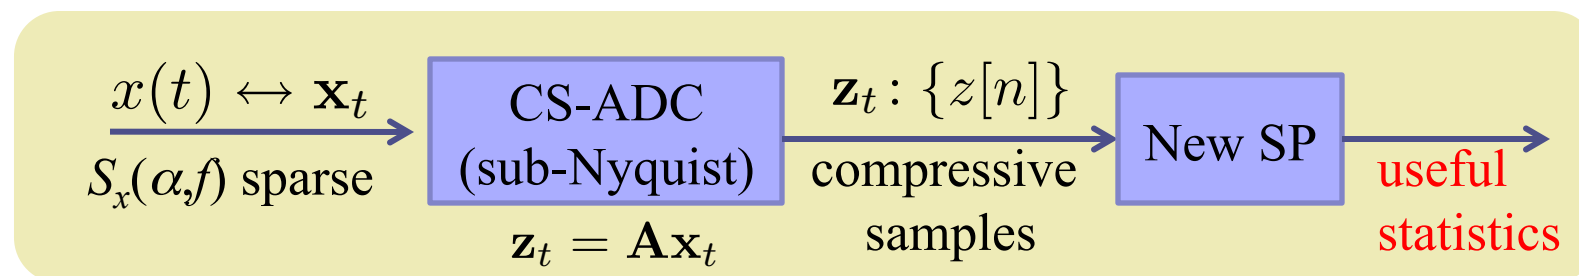 x(t) ↔ x_t
S_x(α,f) sparse
CS-ADC
(sub-Nyquist)
z_t = Ax_t
z_t : {z[n]}
compressive
samples
New SP
useful
statistics